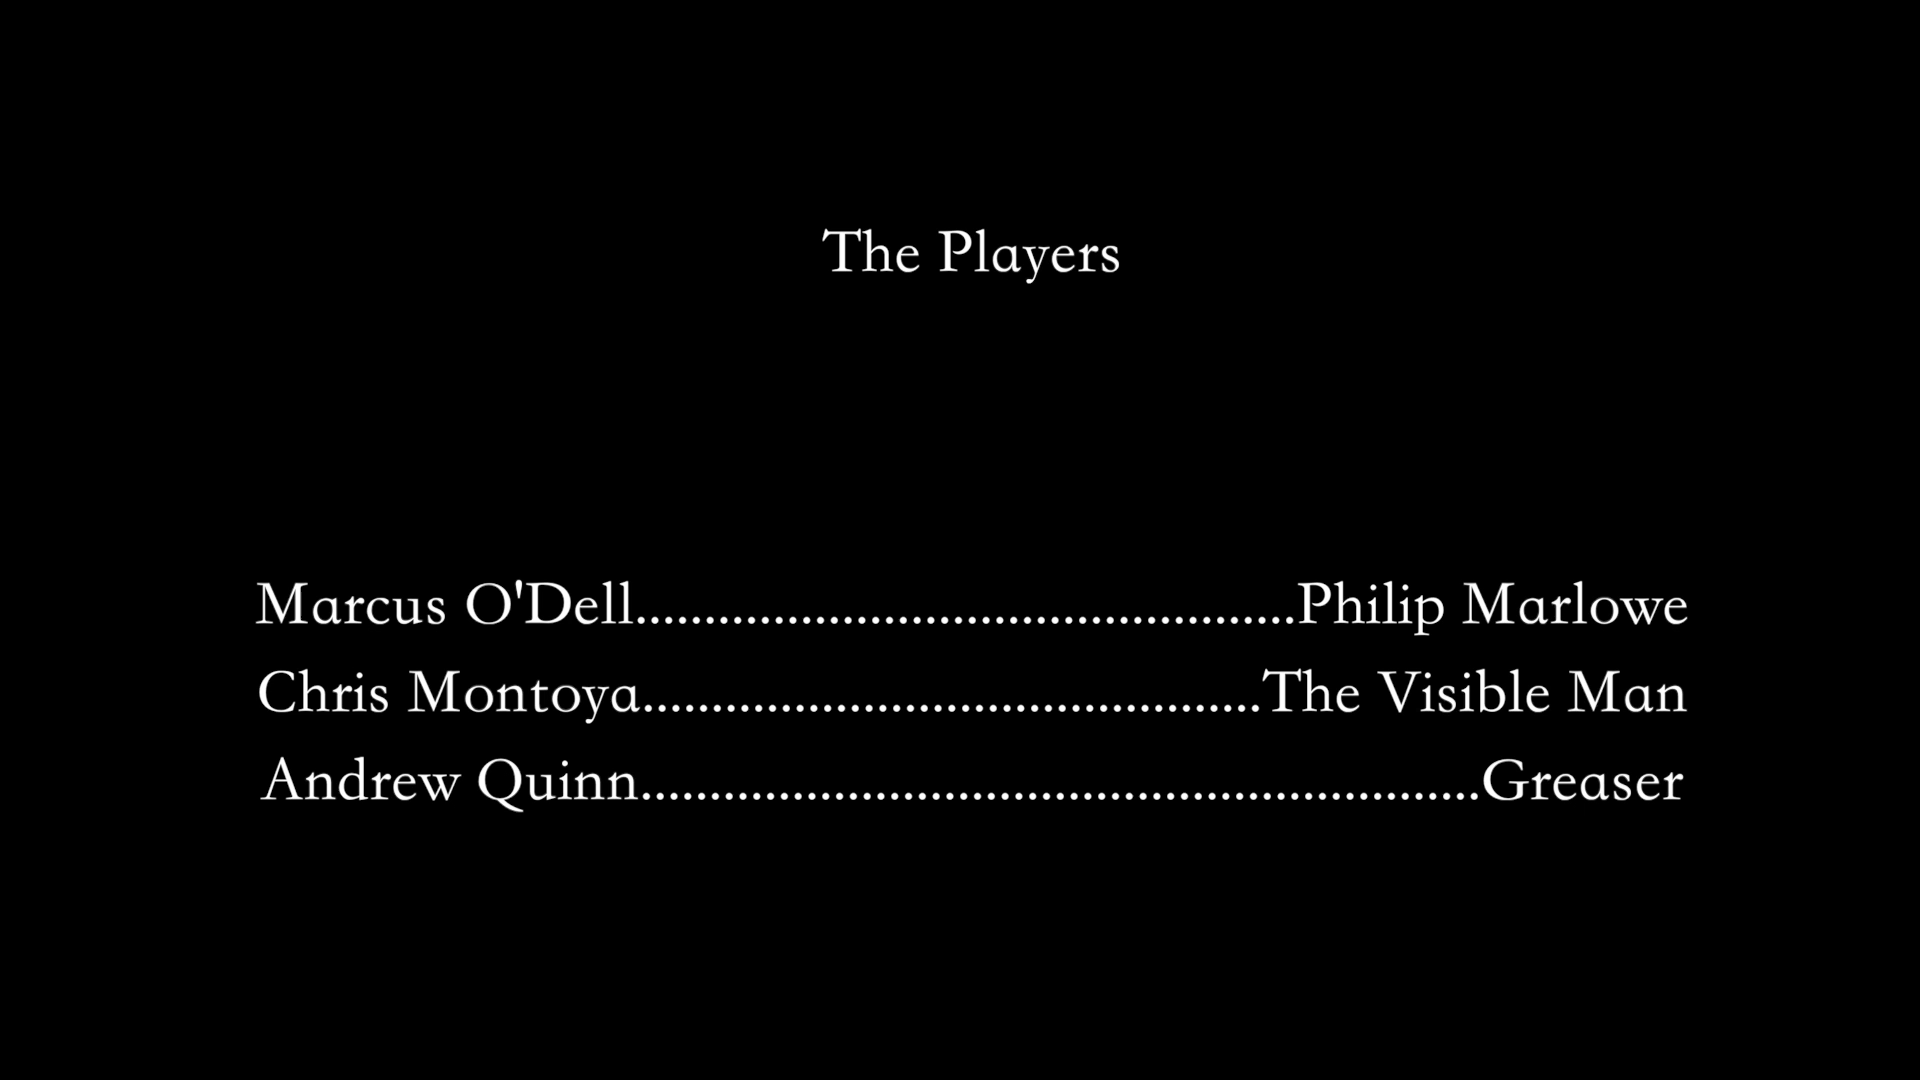 The Players
Marcus O'Dell................................................Philip Marlowe
Chris Montoya.............................................The Visible Man
Andrew Quinn.............................................................Greaser